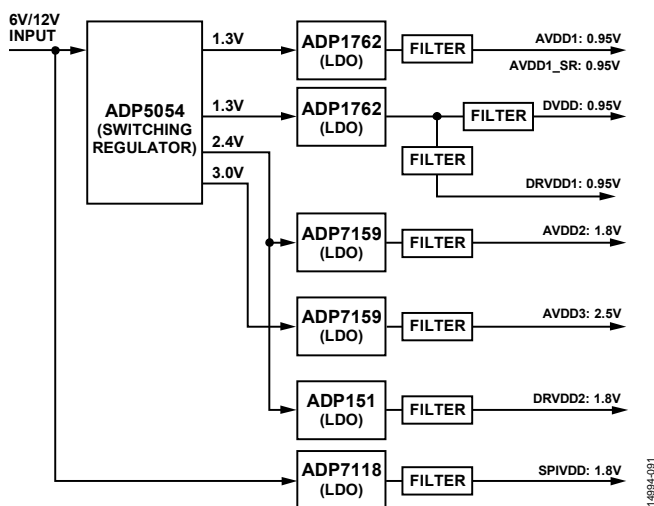 6V/12V
INPUT
ADP5054
(SWITCHING
REGULATOR)
1.3V
ADP1762
(LDO)
FILTER
AVDD1: 0.95V
AVDD1_SR: 0.95V
1.3V
ADP1762
(LDO)
FILTER
DVDD: 0.95V
FILTER
DRVDD1: 0.95V
2.4V
3.0V
ADP7159
(LDO)
FILTER
AVDD2: 1.8V
ADP7159
(LDO)
FILTER
AVDD3: 2.5V
ADP151
(LDO)
FILTER
DRVDD2: 1.8V
ADP7118
(LDO)
FILTER
SPIVDD: 1.8V
14994-091